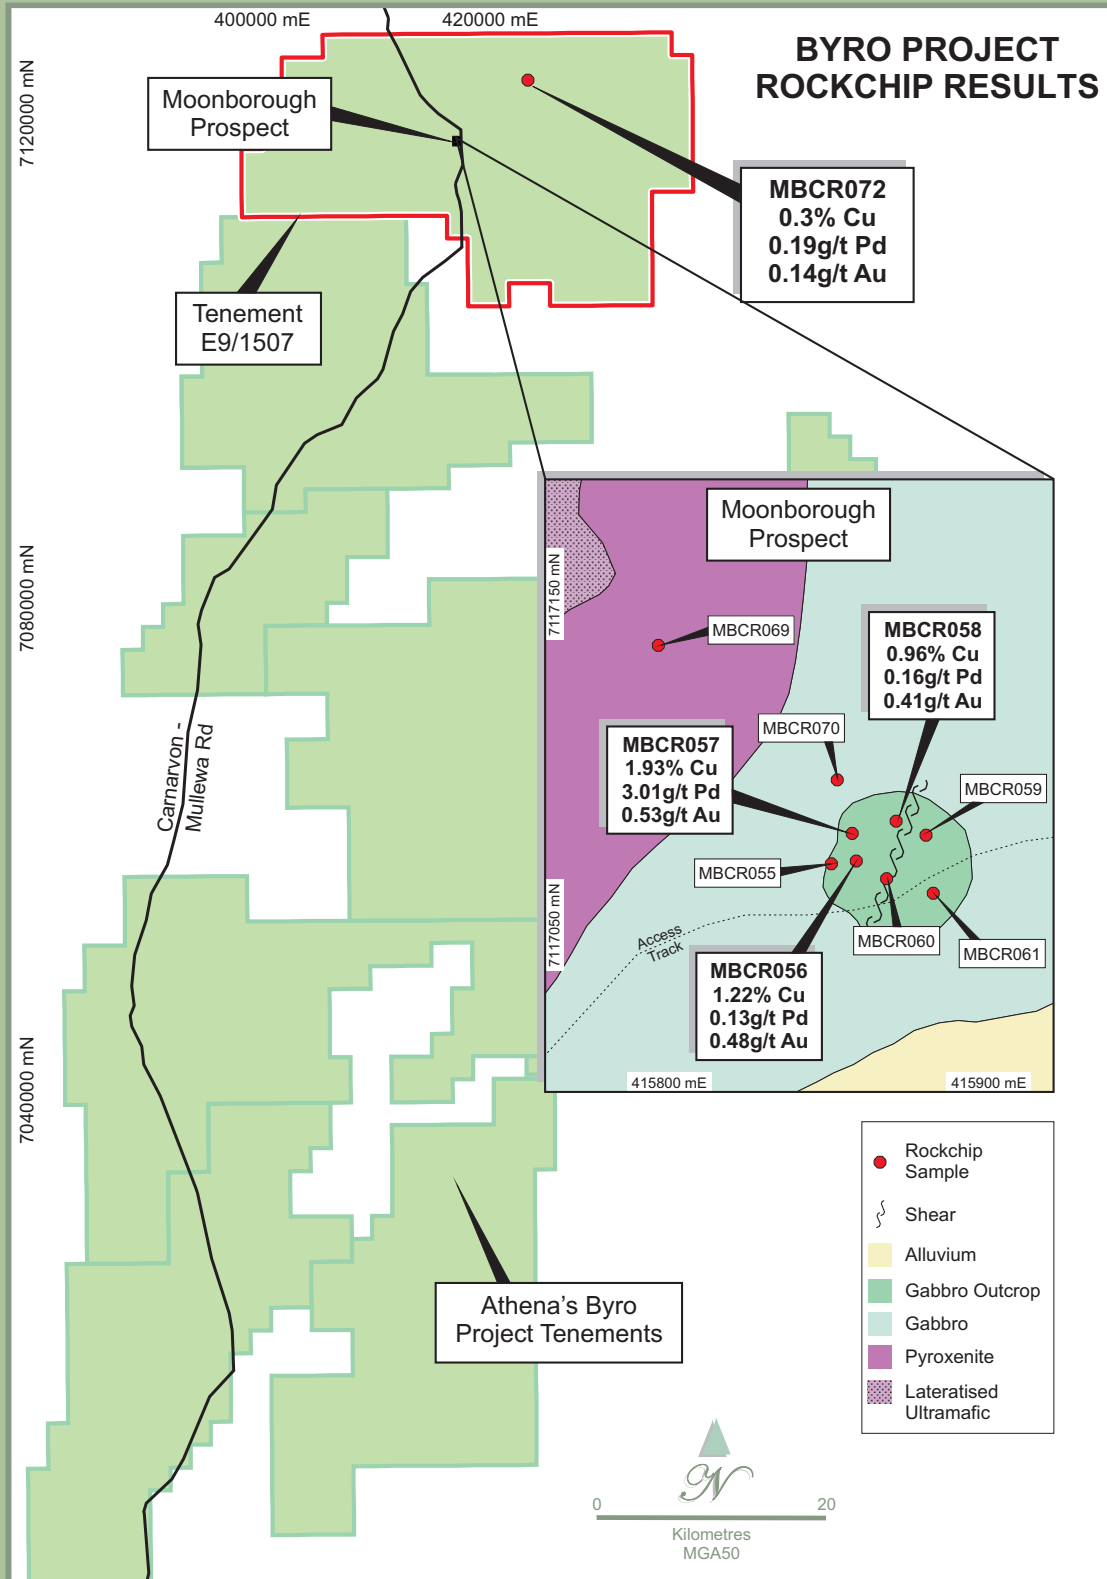 400000 mE
420000 mE
BYRO PROJECT
ROCKCHIP RESULTS
7120000 mN
Moonborough
Prospect
MBCR072
0.3% Cu
0.19g/t Pd
0.14g/t Au
Tenement
E9/1507
Moonborough
Prospect
7117150 mN
7080000 mN
MBCR069
MBCR058
0.96% Cu
0.16g/t Pd
0.41g/t Au
MBCR070
MBCR057
1.93% Cu
3.01g/t Pd
0.53g/t Au
MBCR059
Carnarvon -
Mullewa Rd
MBCR055
7117050 mN
Access
Track
MBCR060
MBCR061
MBCR056
1.22% Cu
0.13g/t Pd
0.48g/t Au
415800 mE
415900 mE
7040000 mN
Rockchip
Sample
Shear
Alluvium
Gabbro Outcrop
Gabbro
Pyroxenite
Lateratised
Ultramafic
Athena's Byro
Project Tenements
N
0
20
Kilometres
MGA50